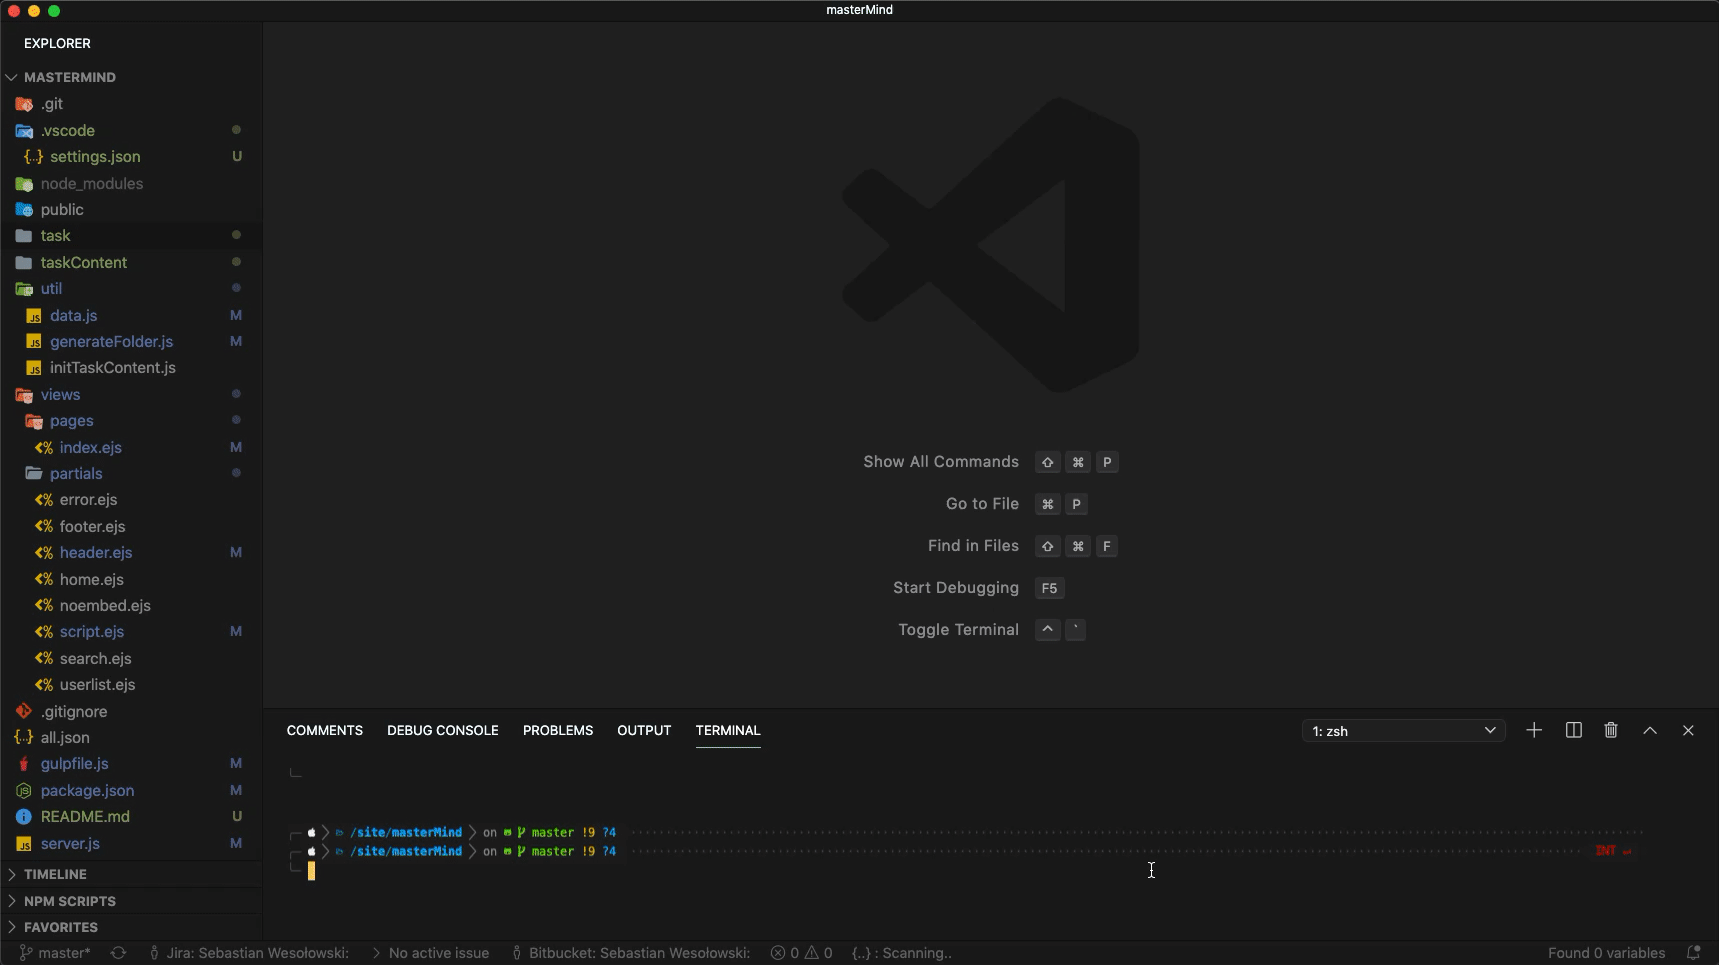 masterMind
EXPLORER
MASTERMIND
.git
.vscode
settings.json U
node_modules
public
task
taskContent
util
data.js M
generateFolder.js M
initTaskContent.js
views
pages
index.ejs M
partials
error.ejs
footer.ejs
header.ejs M
home.ejs
noembed.ejs
script.ejs M
search.ejs
userlist.ejs
.gitignore
all.json
gulpfile.js M
package.json M
README.md U
server.js M
TIMELINE
NPM SCRIPTS
FAVORITES
Show All Commands ⇧ ⌘ P
Go to File ⌘ P
Find in Files ⇧ ⌘ F
Start Debugging F5
Toggle Terminal ^ `
COMMENTS DEBUG CONSOLE PROBLEMS OUTPUT TERMINAL 1: zsh
/site/masterMind on master !9 ?4
/site/masterMind on master !9 ?4 INT
master* Jira: Sebastian Wesołowski: No active issue Bitbucket: Sebastian Wesołowski: 0 0 {..} : Scanning.. Found 0 variables